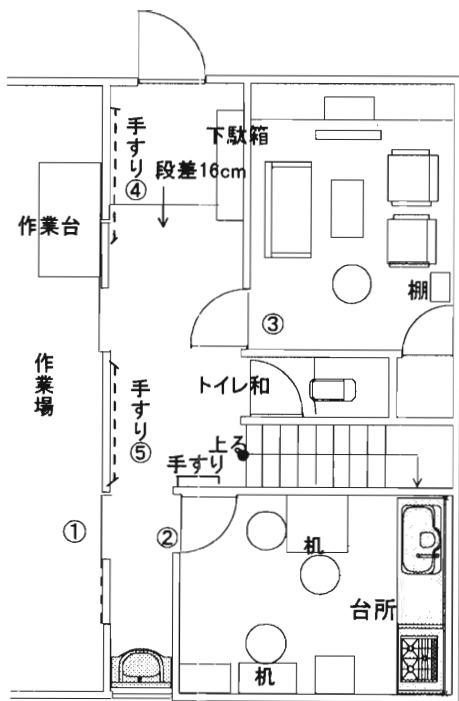 手すり
④
下駄箱
段差16cm
作業台
棚
③
作業場
手すり
⑤
トイレ和
上る
手すり
①
②
机
台所
机